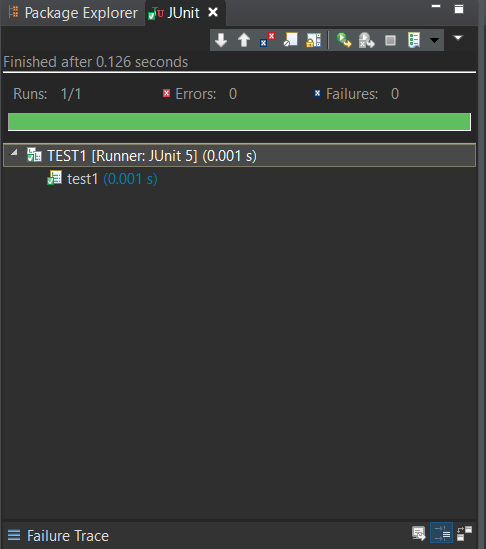 Package Explorer JUnit
Finished after 0.126 seconds
Runs: 1/1 Errors: 0 Failures: 0
TEST1 [Runner: JUnit 5] (0.001 s)
test1 (0.001 s)
Failure Trace